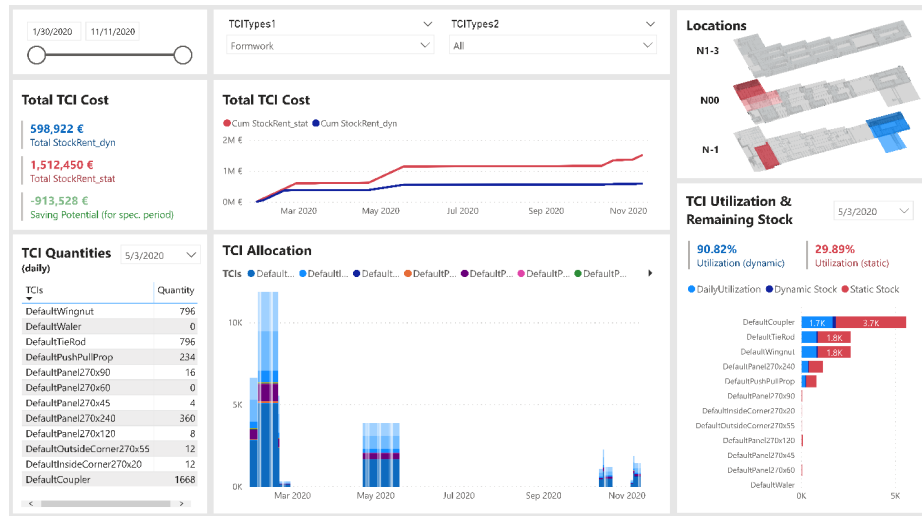 1/30/2020 11/11/2020
TCITypes1
Formwork
TCITypes2
All
Locations
N1-3
N00
N-1
Total TCI Cost
598,922 €
Total StockRent_dyn
1,512,450 €
Total StockRent_stat
-913,528 €
Saving Potential (for spec. period)
Total TCI Cost
Cum StockRent_stat Cum StockRent_dyn
2M €
1M €
0M €
Mar 2020 May 2020 Jul 2020 Sep 2020 Nov 2020
TCI Quantities
(daily)
5/3/2020
TCIs Quantity
DefaultWingnut 796
DefaultWaler 0
DefaultTieRod 796
DefaultPushPullProp 234
DefaultPanel270x90 16
DefaultPanel270x60 0
DefaultPanel270x45 4
DefaultPanel270x240 360
DefaultPanel270x120 8
DefaultOutsideCorner270x55 12
DefaultInsideCorner270x20 12
DefaultCoupler 1668
TCI Allocation
TCIs Default... DefaultI... Default... DefaultP... DefaultP... DefaultP... DefaultP...
10K
5K
0K
Mar 2020 May 2020 Jul 2020 Sep 2020 Nov 2020
TCI Utilization &
Remaining Stock
5/3/2020
90.82%
Utilization (dynamic)
29.89%
Utilization (static)
DailyUtilization Dynamic Stock Static Stock
DefaultCoupler 1.7K 3.7K
DefaultTieRod 1.8K
DefaultWingnut 1.8K
DefaultPanel270x240
DefaultPushPullProp
DefaultPanel270x90
DefaultInsideCorner270x20
DefaultOutsideCorner270x55
DefaultPanel270x120
DefaultPanel270x45
DefaultPanel270x60
DefaultWaler
0K 5K